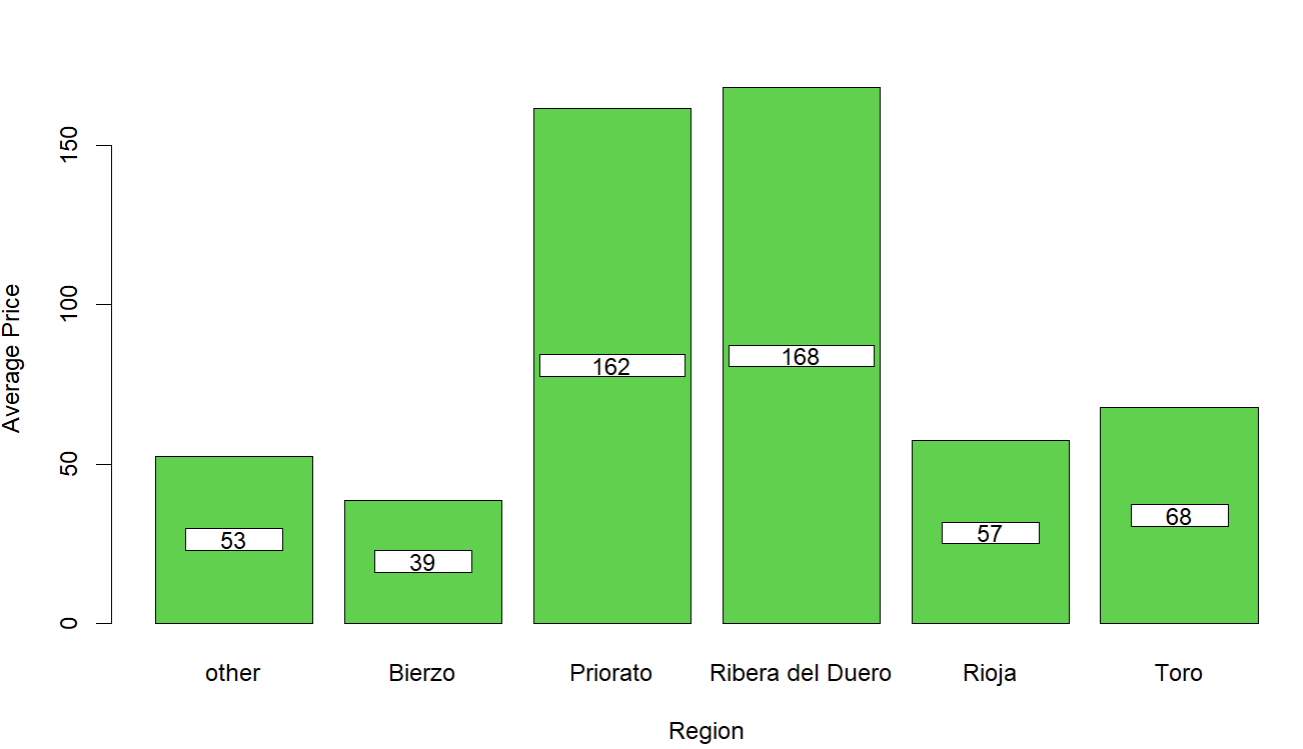 Average Price
150
100
50
0
162
168
53
39
57
68
other
Bierzo
Priorato
Ribera del Duero
Rioja
Toro
Region